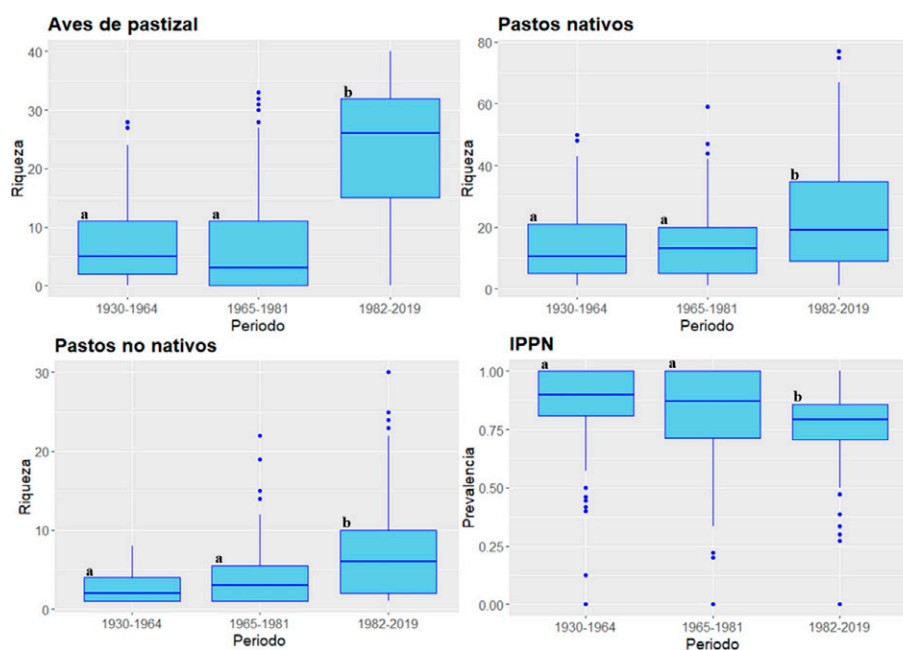 Aves de pastizal
40
30
20
10
0
Riqueza
a
a
b
1930-1964
1965-1981
1982-2019
Periodo
Pastos nativos
80
60
40
20
0
Riqueza
a
a
b
1930-1964
1965-1981
1982-2019
Periodo
Pastos no nativos
30
20
10
0
Riqueza
a
a
b
1930-1964
1965-1981
1982-2019
Periodo
IPPN
1.00
0.75
0.50
0.25
0.00
Prevalencia
a
a
b
1930-1964
1965-1981
1982-2019
Periodo